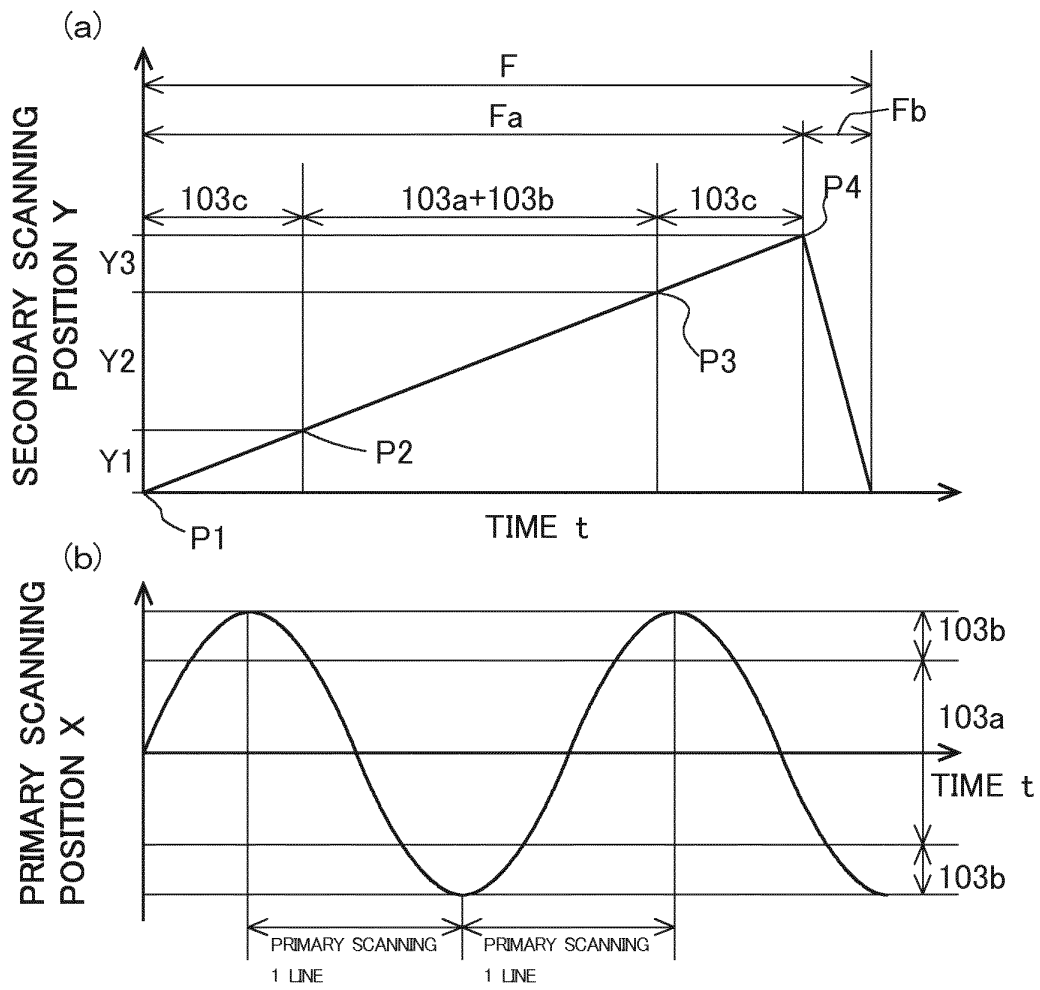 (a)
F
Fa
Fb
P4
103c
103a+103b
103c
SECONDARY SCANNING
POSITION Y
Y3
Y2
Y1
P3
P2
P1
TIME t
(b)
PRIMARY SCANNING
POSITION X
103b
103a
TIME t
103b
PRIMARY SCANNING
1 LINE
PRIMARY SCANNING
1 LINE